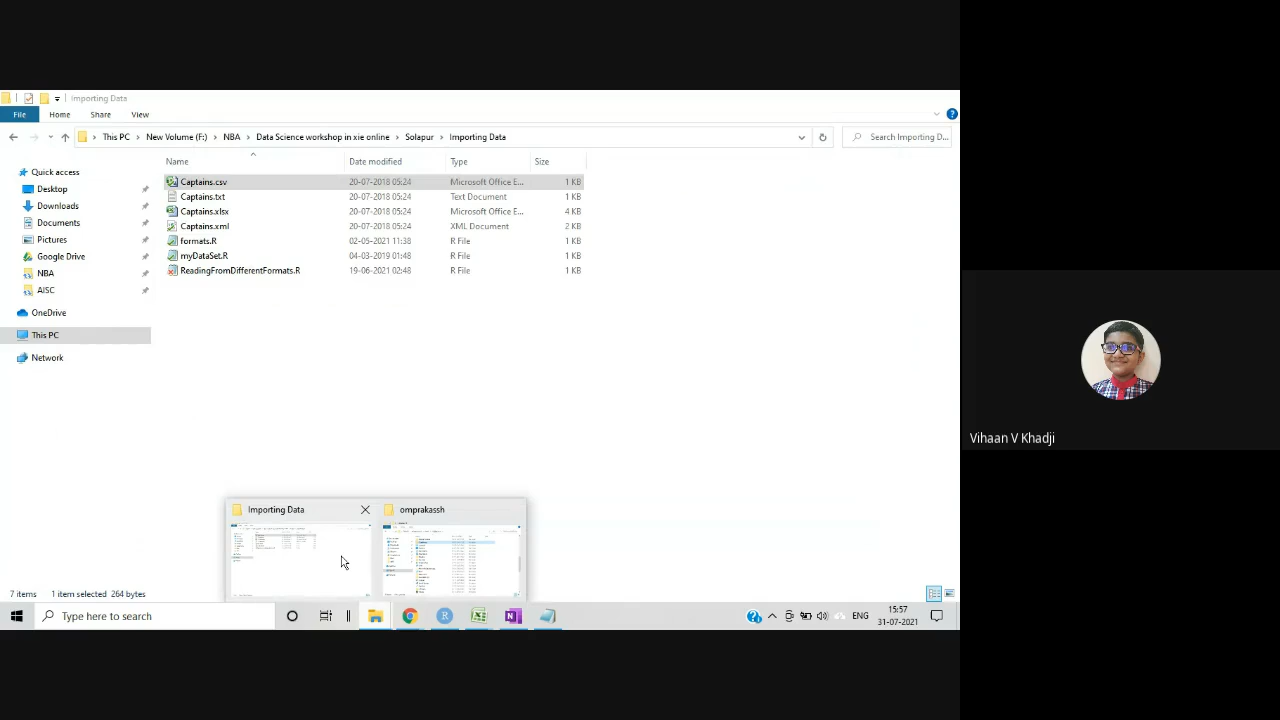 Importing Data
File Home Share View
This PC New Volume (F:) NBA Data Science workshop in xie online Solapur Importing Data
Search Importing D...
Name Date modified Type Size
Quick access
Desktop
Downloads
Documents
Pictures
Google Drive
NBA
AISC
OneDrive
This PC
Network
Captains.csv 20-07-2018 05:24 Microsoft Office E... 1 KB
Captains.txt 20-07-2018 05:24 Text Document 1 KB
Captains.xlsx 20-07-2018 05:24 Microsoft Office E... 4 KB
Captains.xml 20-07-2018 05:24 XML Document 2 KB
formats.R 02-05-2021 11:38 R File 1 KB
myDataSet.R 04-03-2019 01:48 R File 1 KB
ReadingFromDifferentFormats.R 19-06-2021 02:48 R File 1 KB
Vihaan V Khadji
Importing Data omprakassh
7 items 1 item selected 264 bytes
Type here to search
ENG
15:57
31-07-2021